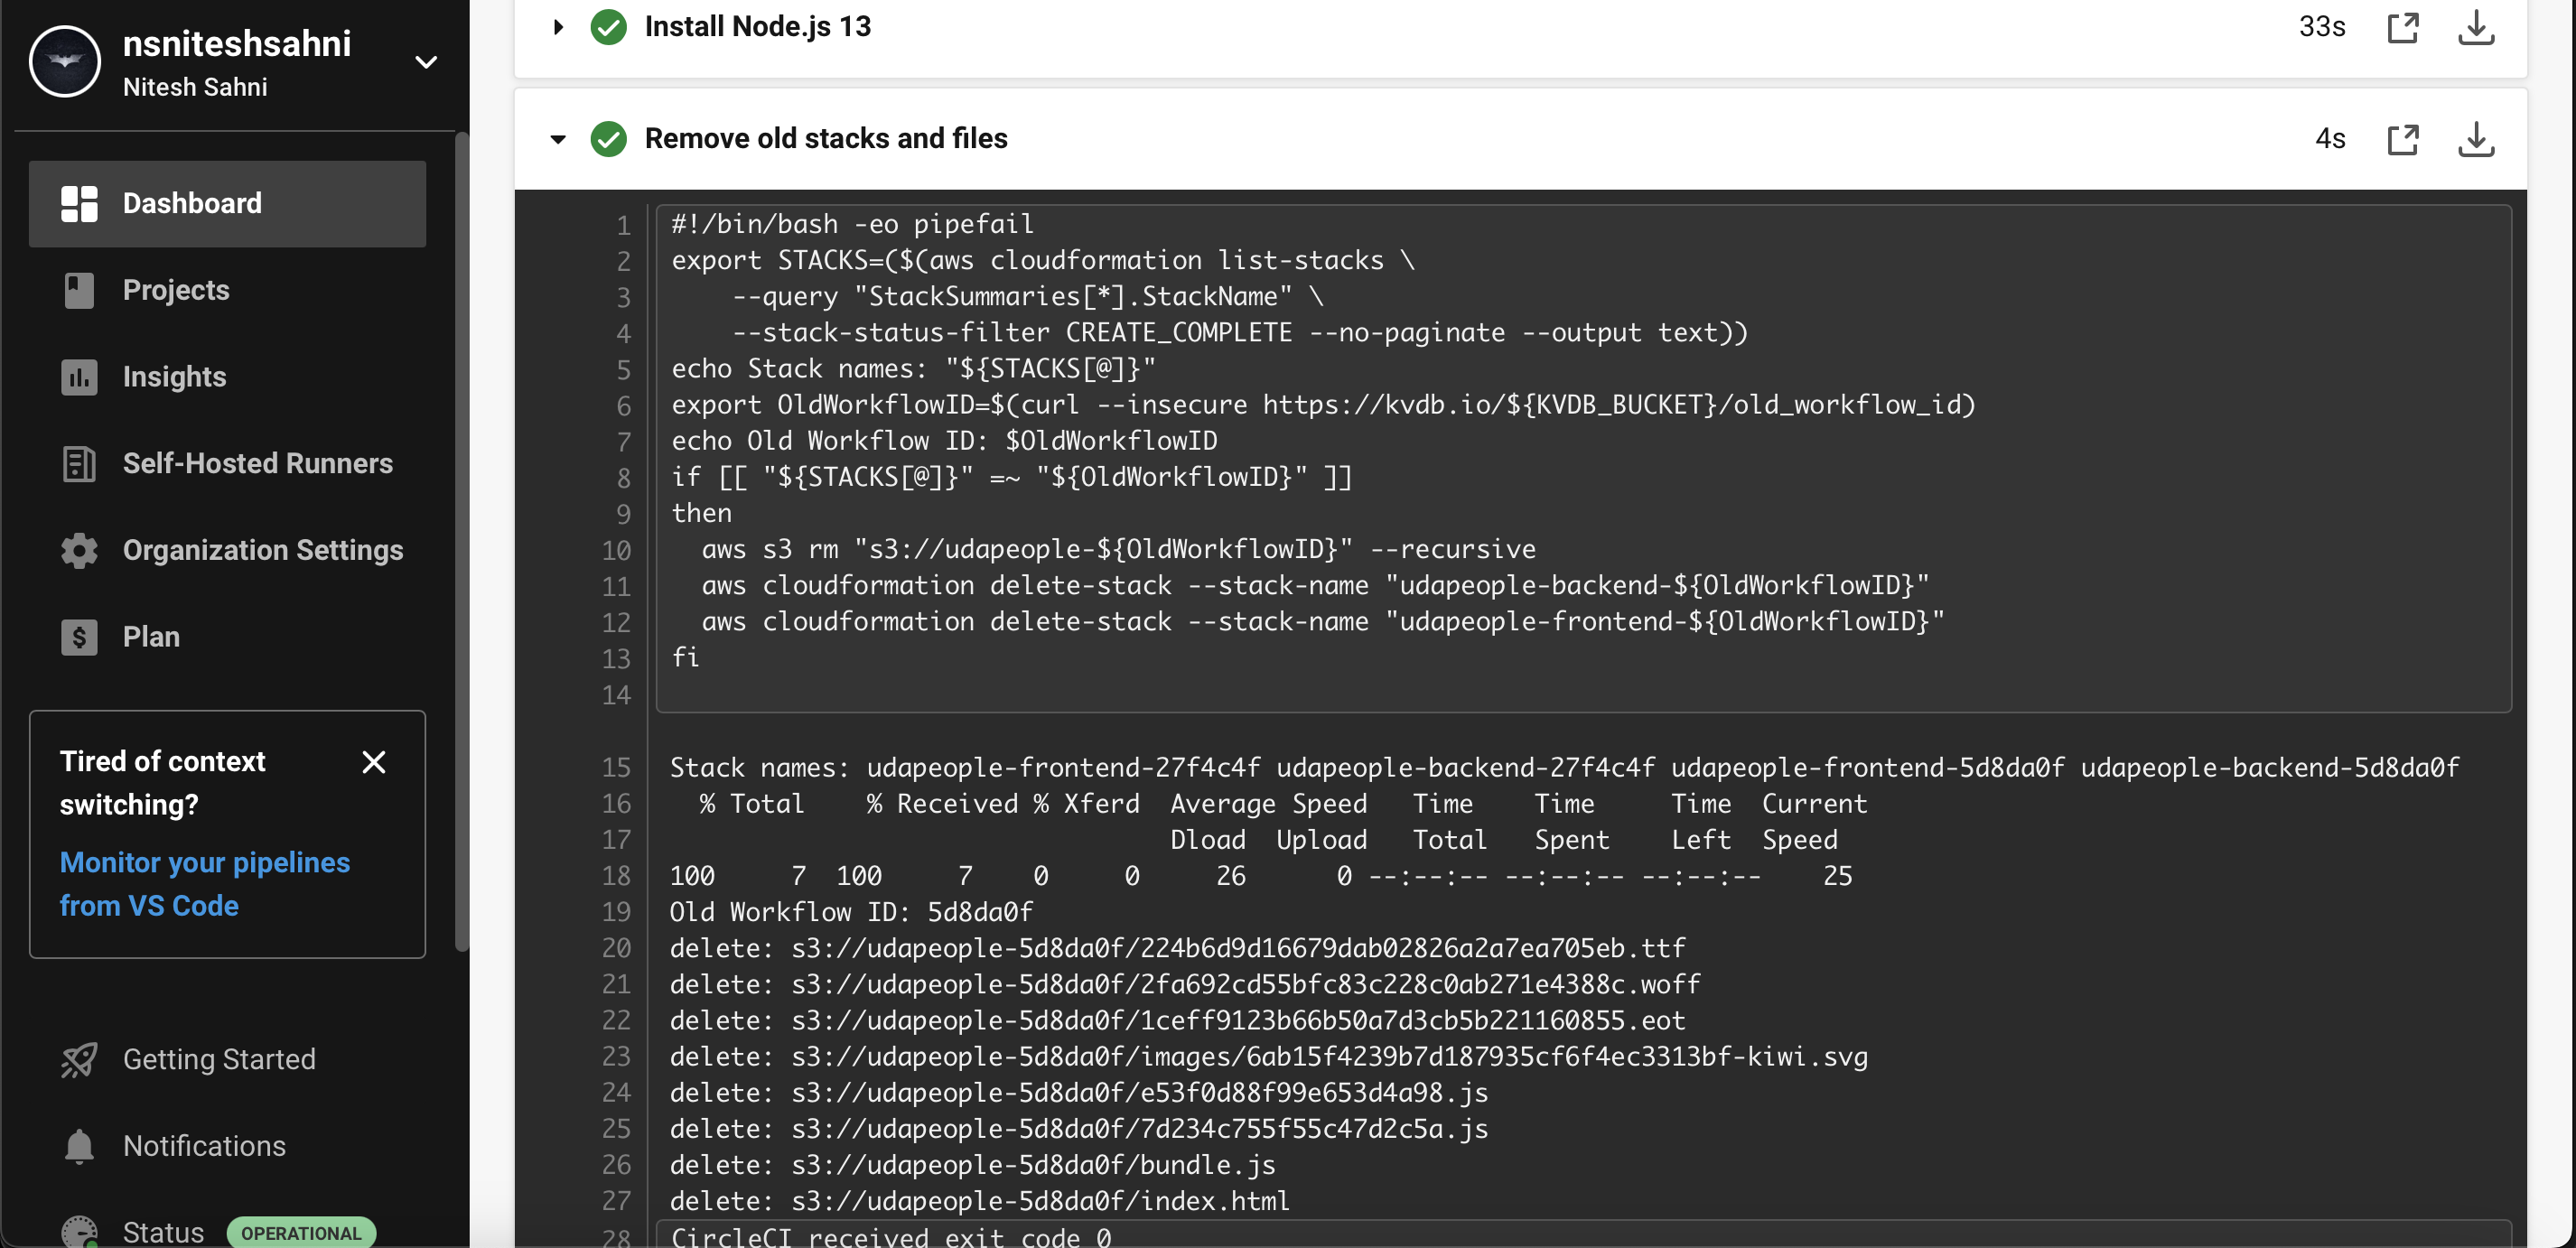 nsniteshsahni
Nitesh Sahni
Dashboard
Projects
Insights
Self-Hosted Runners
Organization Settings
Plan
Tired of context
switching?
Monitor your pipelines
from VS Code
Getting Started
Notifications
Status OPERATIONAL
Install Node.js 13 33s
Remove old stacks and files 4s
1 #!/bin/bash -eo pipefail
2 export STACKS=($(aws cloudformation list-stacks \
3     --query "StackSummaries[*].StackName" \
4     --stack-status-filter CREATE_COMPLETE --no-paginate --output text))
5 echo Stack names: "${STACKS[@]}"
6 export OldWorkflowID=$(curl --insecure https://kvdb.io/${KVDB_BUCKET}/old_workflow_id)
7 echo Old Workflow ID: $OldWorkflowID
8 if [[ "${STACKS[@]}" =~ "${OldWorkflowID}" ]]
9 then
10   aws s3 rm "s3://udapeople-${OldWorkflowID}" --recursive
11   aws cloudformation delete-stack --stack-name "udapeople-backend-${OldWorkflowID}"
12   aws cloudformation delete-stack --stack-name "udapeople-frontend-${OldWorkflowID}"
13 fi
14
15 Stack names: udapeople-frontend-27f4c4f udapeople-backend-27f4c4f udapeople-frontend-5d8da0f udapeople-backend-5d8da0f
16   % Total    % Received % Xferd  Average Speed   Time    Time     Time  Current
17                                  Dload  Upload   Total   Spent    Left  Speed
18 100     7  100     7    0     0     26      0 --:--:-- --:--:-- --:--:--    25
19 Old Workflow ID: 5d8da0f
20 delete: s3://udapeople-5d8da0f/224b6d9d16679dab02826a2a7ea705eb.ttf
21 delete: s3://udapeople-5d8da0f/2fa692cd55bfc83c228c0ab271e4388c.woff
22 delete: s3://udapeople-5d8da0f/1ceff9123b66b50a7d3cb5b221160855.eot
23 delete: s3://udapeople-5d8da0f/images/6ab15f4239b7d187935cf6f4ec3313bf-kiwi.svg
24 delete: s3://udapeople-5d8da0f/e53f0d88f99e653d4a98.js
25 delete: s3://udapeople-5d8da0f/7d234c755f55c47d2c5a.js
26 delete: s3://udapeople-5d8da0f/bundle.js
27 delete: s3://udapeople-5d8da0f/index.html
28 CircleCI received exit code 0